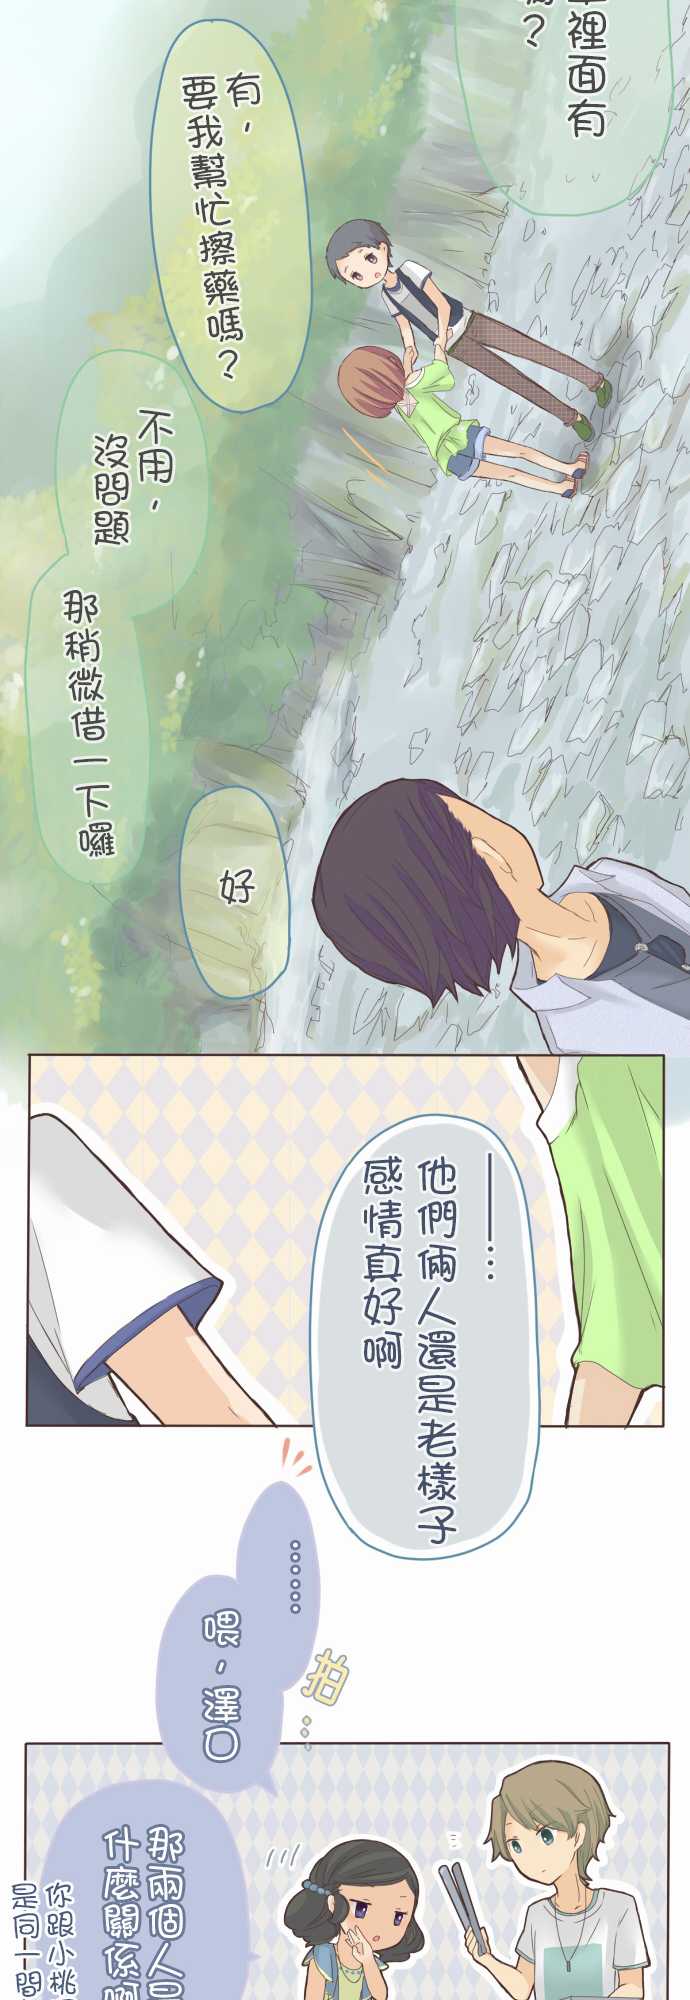 裡面有
嗎？
有，
要我幫忙擦藥嗎？
不用，
沒問題
那稍微借一下囉
好
——…
他們倆人還是老樣子
感情真好啊
……
喂，澤口
拍…
那兩個人是
什麼關係啊
你跟小桃
是同一間